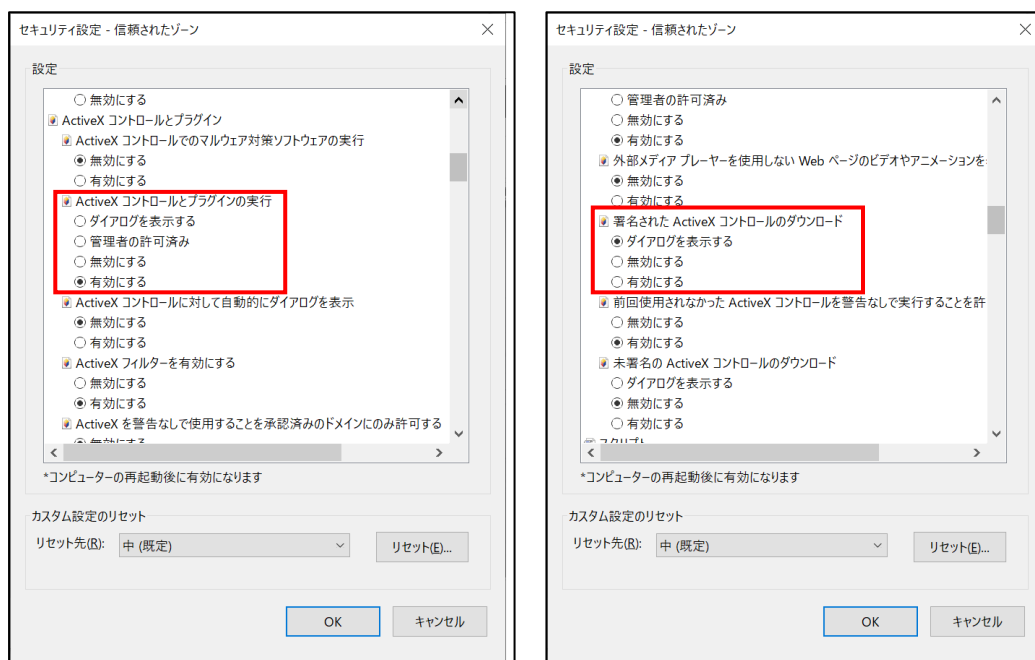 セキュリティ設定 - 信頼されたゾーン
設定
無効にする
ActiveX コントロールとプラグイン
ActiveX コントロールでのマルウェア対策ソフトウェアの実行
無効にする
有効にする
ActiveX コントロールとプラグインの実行
ダイアログを表示する
管理者の許可済み
無効にする
有効にする
ActiveX コントロールに対して自動的にダイアログを表示
無効にする
有効にする
ActiveX フィルターを有効にする
無効にする
有効にする
ActiveX を警告なしで使用することを承認済みのドメインにのみ許可する
無効にする
*コンピューターの再起動後に有効になります
カスタム設定のリセット
リセット先(R):
中 (既定)
リセット(E)...
OK
キャンセル
セキュリティ設定 - 信頼されたゾーン
設定
管理者の許可済み
無効にする
有効にする
外部メディア プレーヤーを使用しない Web ページのビデオやアニメーションを
無効にする
有効にする
署名された ActiveX コントロールのダウンロード
ダイアログを表示する
無効にする
有効にする
前回使用されなかった ActiveX コントロールを警告なしで実行することを許
無効にする
有効にする
未署名の ActiveX コントロールのダウンロード
ダイアログを表示する
無効にする
有効にする
スクリプト
*コンピューターの再起動後に有効になります
カスタム設定のリセット
リセット先(R):
中 (既定)
リセット(E)...
OK
キャンセル